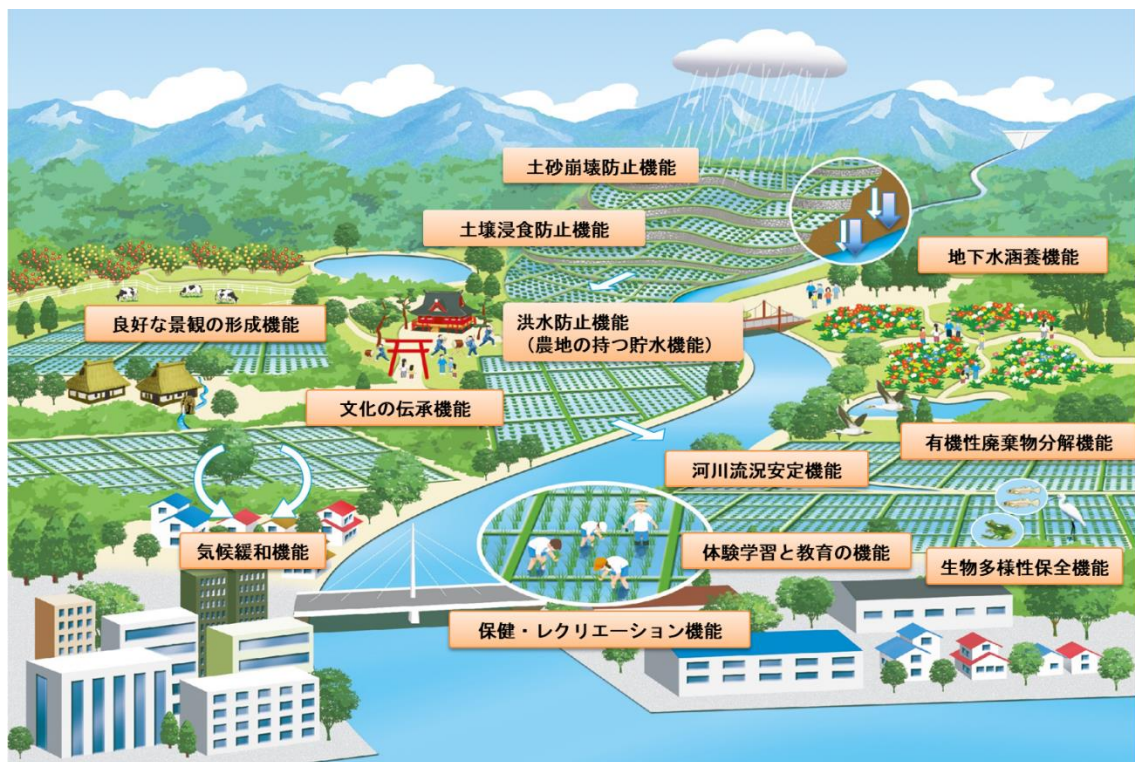 土砂崩壊防止機能
土壌浸食防止機能
地下水涵養機能
良好な景観の形成機能
洪水防止機能
（農地の持つ貯水機能）
文化の伝承機能
有機性廃棄物分解機能
河川流況安定機能
気候緩和機能
体験学習と教育の機能
生物多様性保全機能
保健・レクリエーション機能